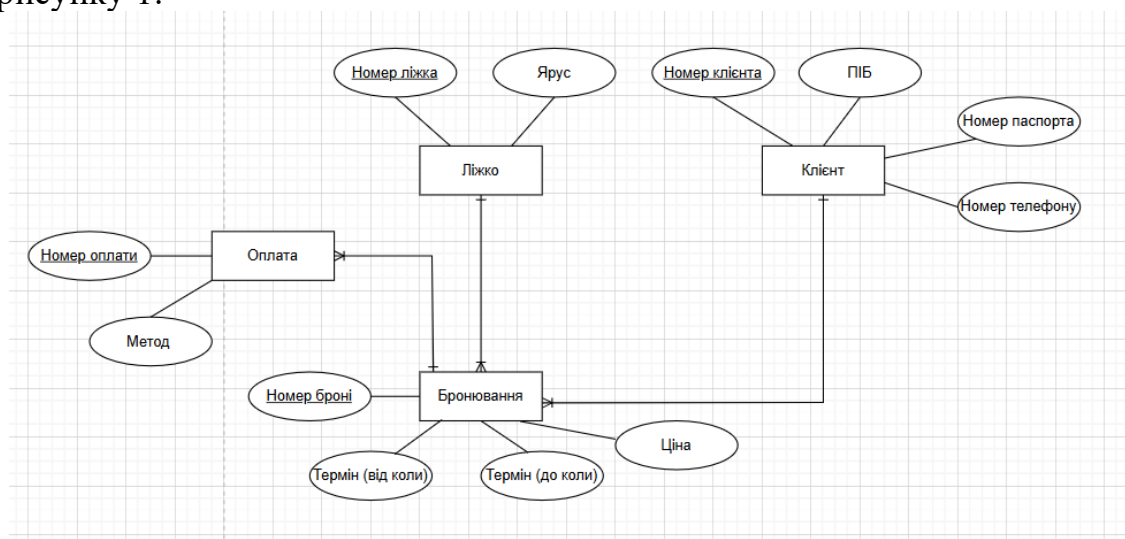 рисунку 1.
Номер ліжка
Ярус
Номер клієнта
ПІБ
Номер паспорта
Ліжко
Клієнт
Номер телефону
Номер оплати
Оплата
Метод
Номер броні
Бронювання
Ціна
Термін (від коли)
Термін (до коли)